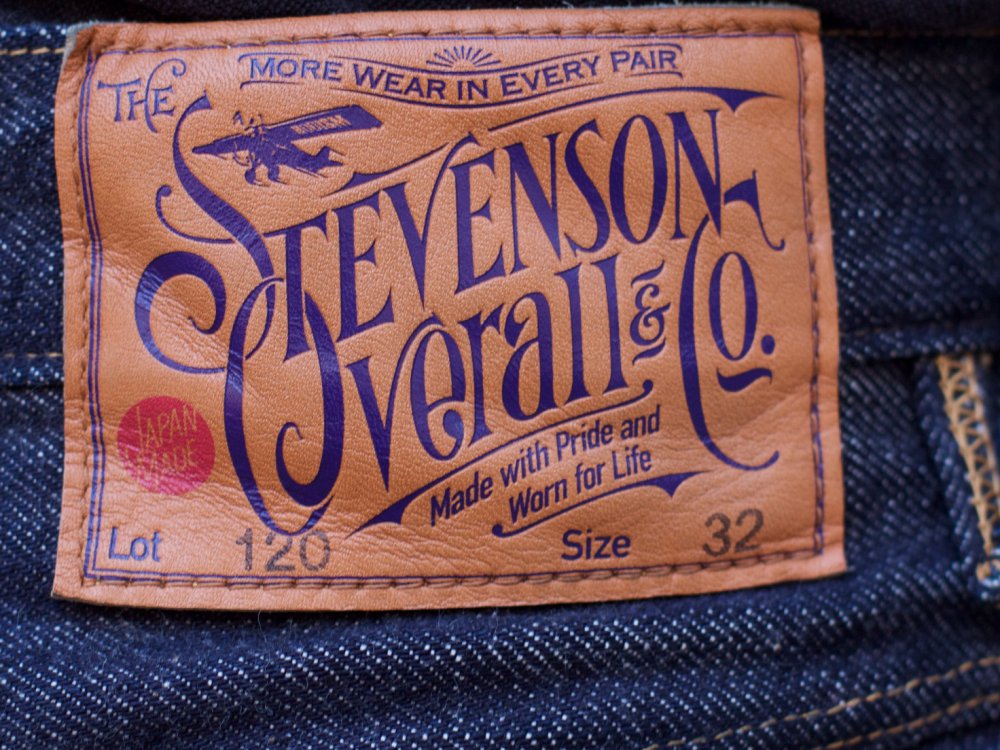 MORE WEAR IN EVERY PAIR
THE
STEVENSON
Overall & Co.
JAPAN
MADE
Made with Pride and
Worn for Life
Lot 120 Size 32